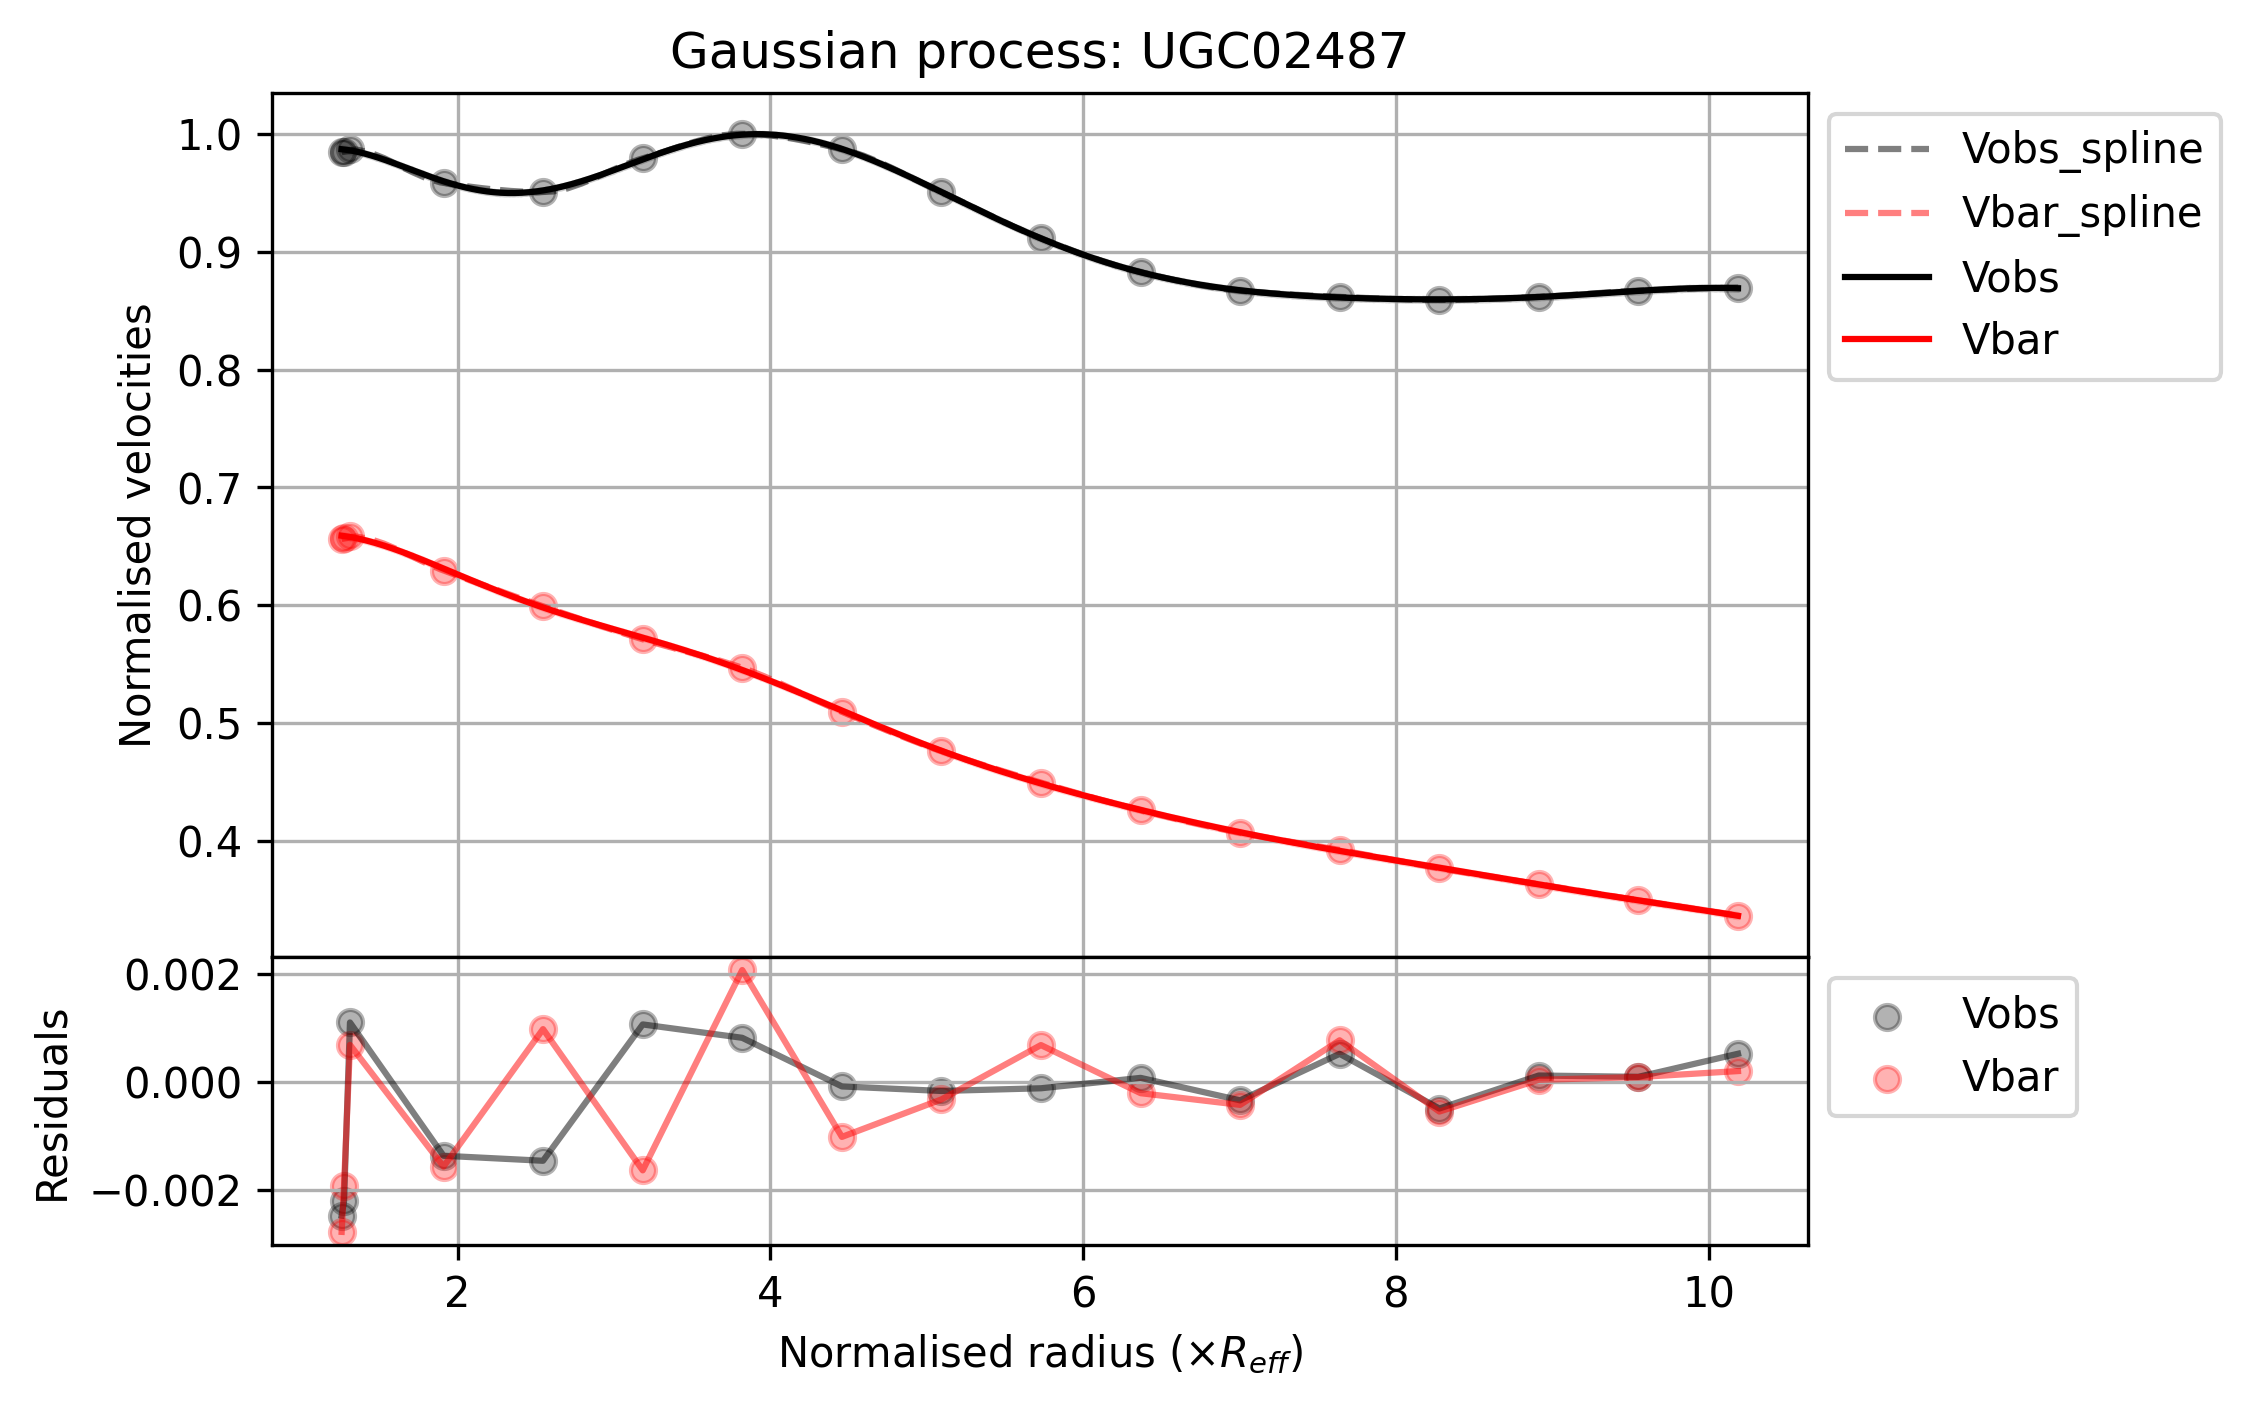 Gaussian process: UGC02487
1.0
0.9
0.8
0.7
0.6
0.5
0.4
Normalised velocities
Vobs_spline
Vbar_spline
Vobs
Vbar
0.002
0.000
−0.002
Residuals
Vobs
Vbar
2 4 6 8 10
Normalised radius (×R_eff)